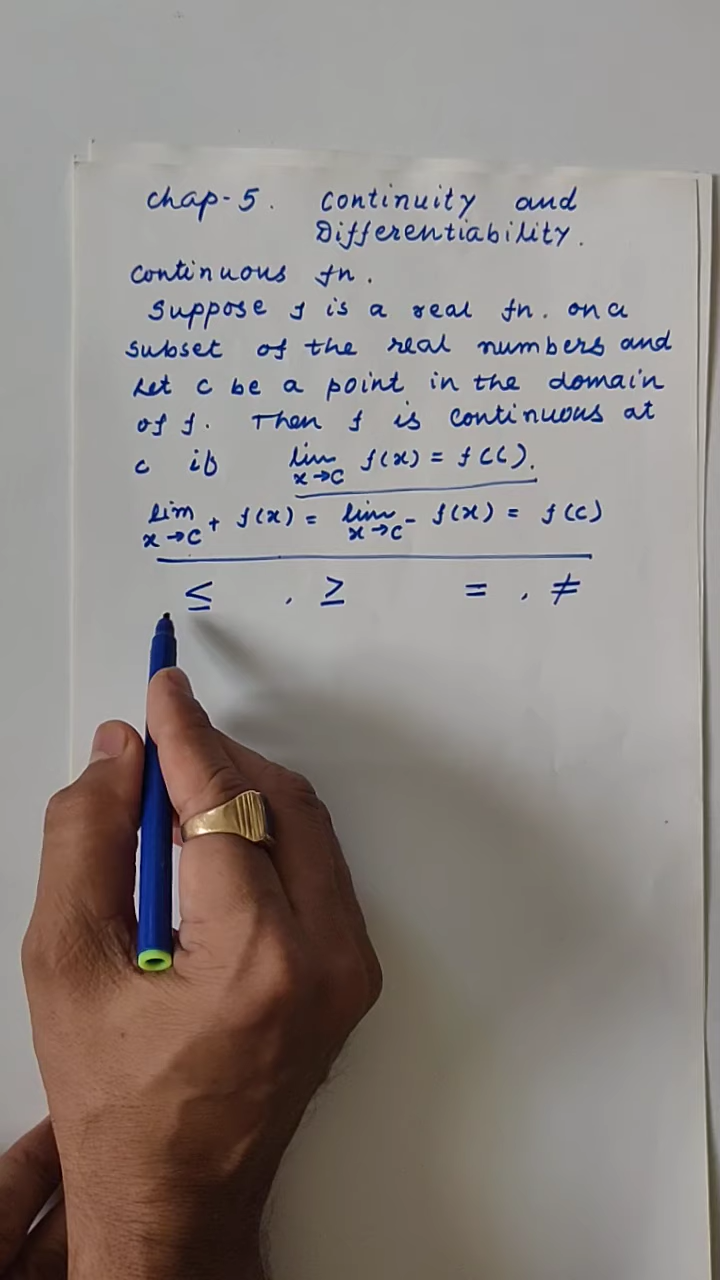 Chap-5. Continuity and
Differentiability.
Continuous fn.
Suppose f is a real fn. on a
subset of the real numbers and
let c be a point in the domain
of f. Then f is continuous at
c if lim x→c f(x) = f(c).
lim x→c+ f(x) = lim x→c- f(x) = f(c)
≤ , ≥ = , ≠